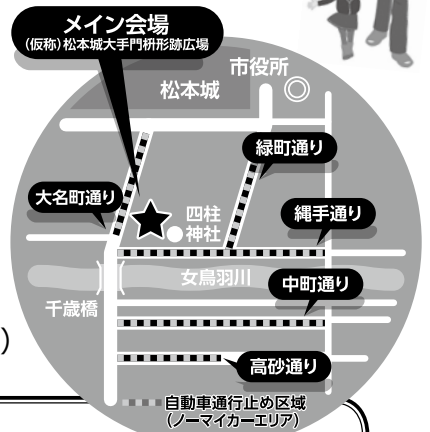 メイン会場
(仮称)松本城大手門枡形跡広場
市役所
松本城
緑町通り
大名町通り
四柱
神社
縄手通り
女鳥羽川
中町通り
千歳橋
)
高砂通り
自動車通行止め区域
(ノーマイカーエリア)